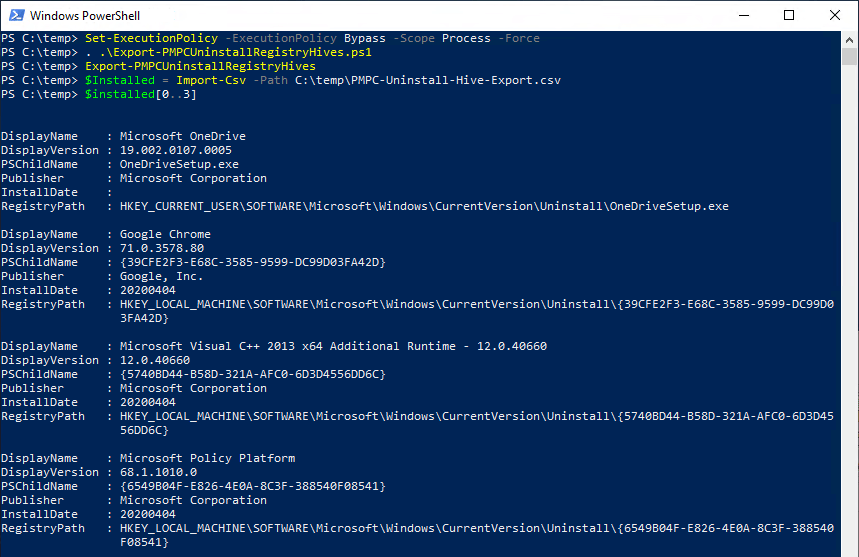 Windows PowerShell
PS C:\temp> Set-ExecutionPolicy -ExecutionPolicy Bypass -Scope Process -Force
PS C:\temp> . .\Export-PMPCUninstallRegistryHives.ps1
PS C:\temp> Export-PMPCUninstallRegistryHives
PS C:\temp> $Installed = Import-Csv -Path C:\temp\PMPC-Uninstall-Hive-Export.csv
PS C:\temp> $installed[0..3]
DisplayName    : Microsoft OneDrive
DisplayVersion : 19.002.0107.0005
PSChildName    : OneDriveSetup.exe
Publisher      : Microsoft Corporation
InstallDate    :
RegistryPath   : HKEY_CURRENT_USER\SOFTWARE\Microsoft\Windows\CurrentVersion\Uninstall\OneDriveSetup.exe
DisplayName    : Google Chrome
DisplayVersion : 71.0.3578.80
PSChildName    : {39CFE2F3-E68C-3585-9599-DC99D03FA42D}
Publisher      : Google, Inc.
InstallDate    : 20200404
RegistryPath   : HKEY_LOCAL_MACHINE\SOFTWARE\Microsoft\Windows\CurrentVersion\Uninstall\{39CFE2F3-E68C-3585-9599-DC99D0
3FA42D}
DisplayName    : Microsoft Visual C++ 2013 x64 Additional Runtime - 12.0.40660
DisplayVersion : 12.0.40660
PSChildName    : {5740BD44-B58D-321A-AFC0-6D3D4556DD6C}
Publisher      : Microsoft Corporation
InstallDate    : 20200404
RegistryPath   : HKEY_LOCAL_MACHINE\SOFTWARE\Microsoft\Windows\CurrentVersion\Uninstall\{5740BD44-B58D-321A-AFC0-6D3D45
56DD6C}
DisplayName    : Microsoft Policy Platform
DisplayVersion : 68.1.1010.0
PSChildName    : {6549B04F-E826-4E0A-8C3F-388540F08541}
Publisher      : Microsoft Corporation
InstallDate    : 20200404
RegistryPath   : HKEY_LOCAL_MACHINE\SOFTWARE\Microsoft\Windows\CurrentVersion\Uninstall\{6549B04F-E826-4E0A-8C3F-388540
F08541}